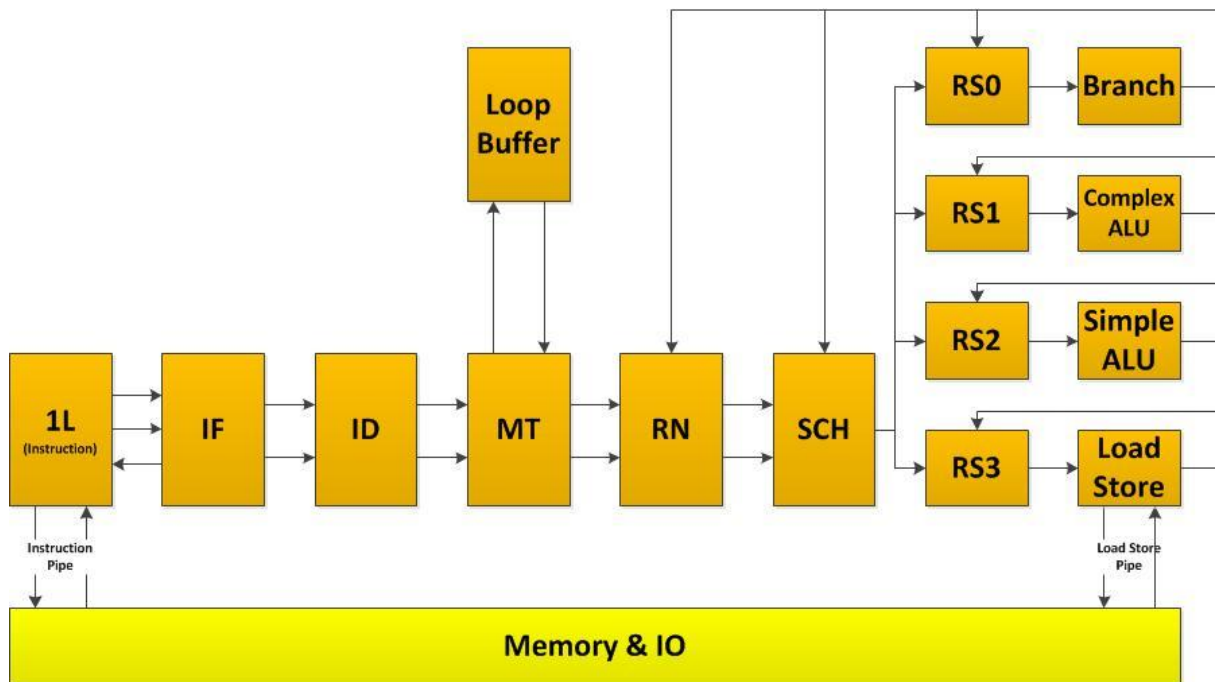 RS0
Branch
Loop
Buffer
RS1
Complex
ALU
RS2
Simple
ALU
1L
(Instruction)
IF
ID
MT
RN
SCH
RS3
Load
Store
Instruction
Pipe
Load Store
Pipe
Memory & IO